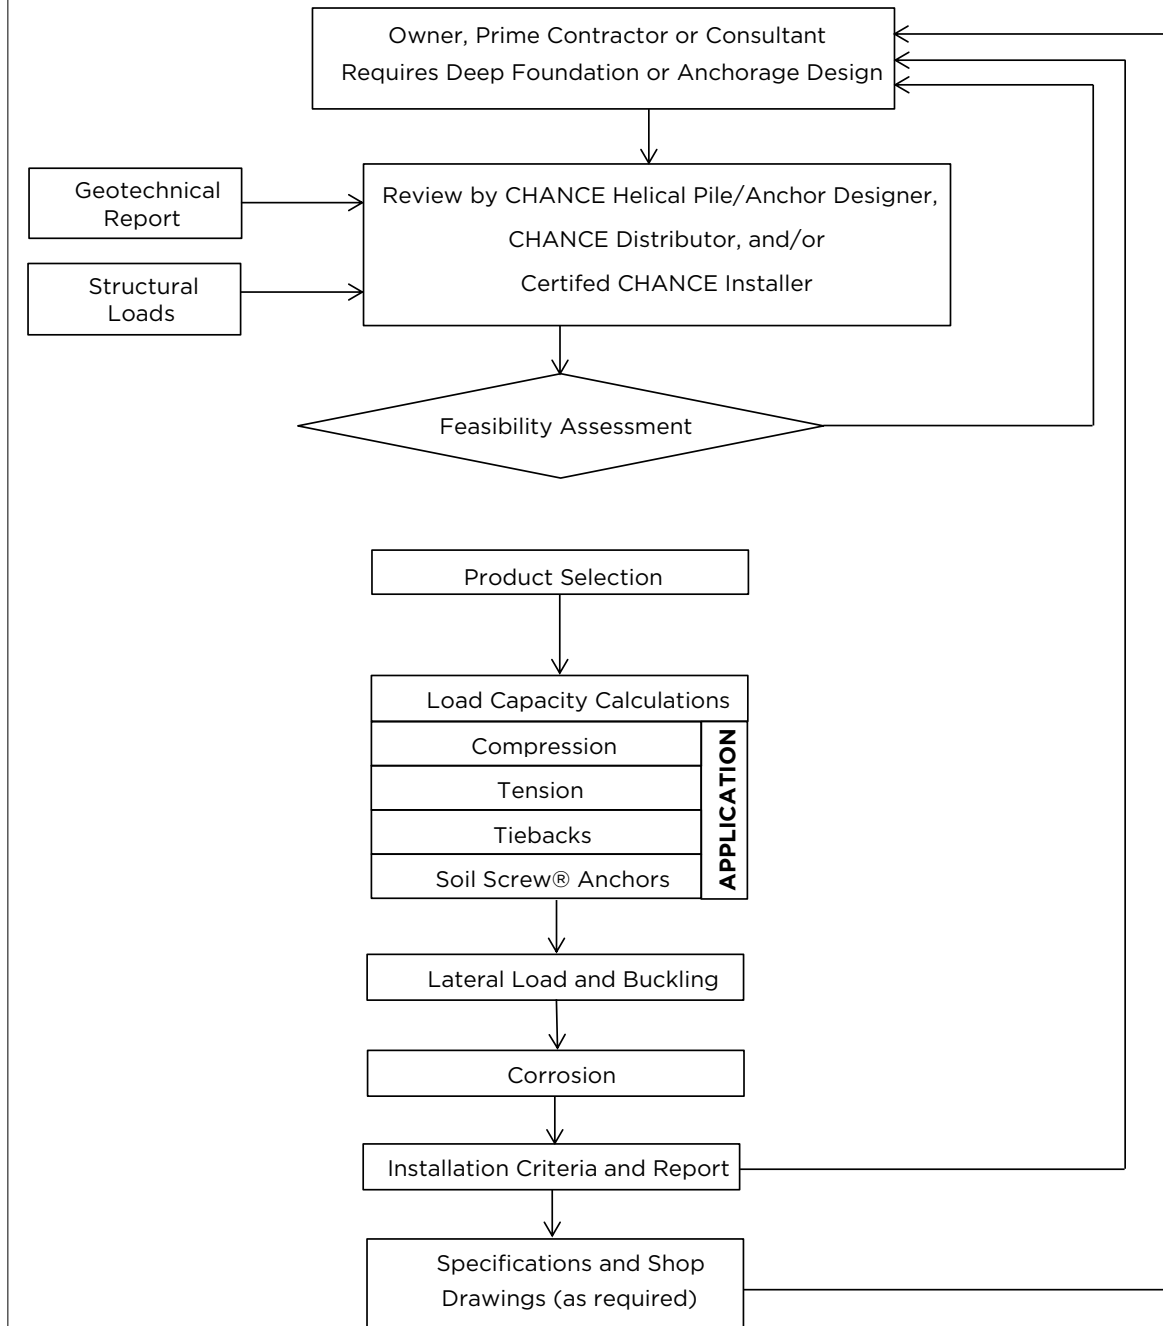 Owner, Prime Contractor or Consultant
Requires Deep Foundation or Anchorage Design
Geotechnical
Report
Structural
Loads
Review by CHANCE Helical Pile/Anchor Designer,
CHANCE Distributor, and/or
Certifed CHANCE Installer
Feasibility Assessment
Product Selection
Load Capacity Calculations
Compression
Tension
Tiebacks
Soil Screw® Anchors
APPLICATION
Lateral Load and Buckling
Corrosion
Installation Criteria and Report
Specifications and Shop
Drawings (as required)